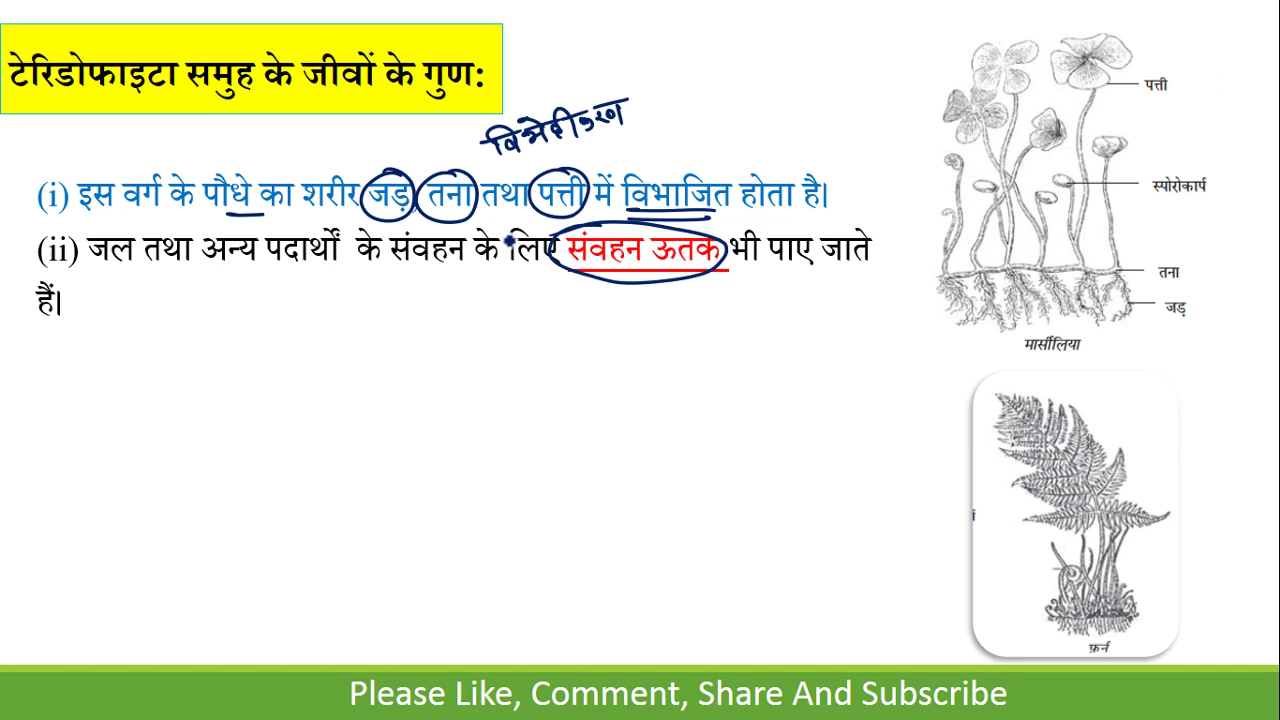 टेरिडोफाइटा समुह के जीवों के गुण:
विभेदीकरण
(i) इस वर्ग के पौधे का शरीर जड़े, तना तथा पत्ती में विभाजित होता है।
(ii) जल तथा अन्य पदार्थों के संवहन के लिए संवहन ऊतक भी पाए जाते
हैं।
पत्ती
स्पोरोकार्प
तना
जड़
मार्सीलिया
फ़र्न
Please Like, Comment, Share And Subscribe